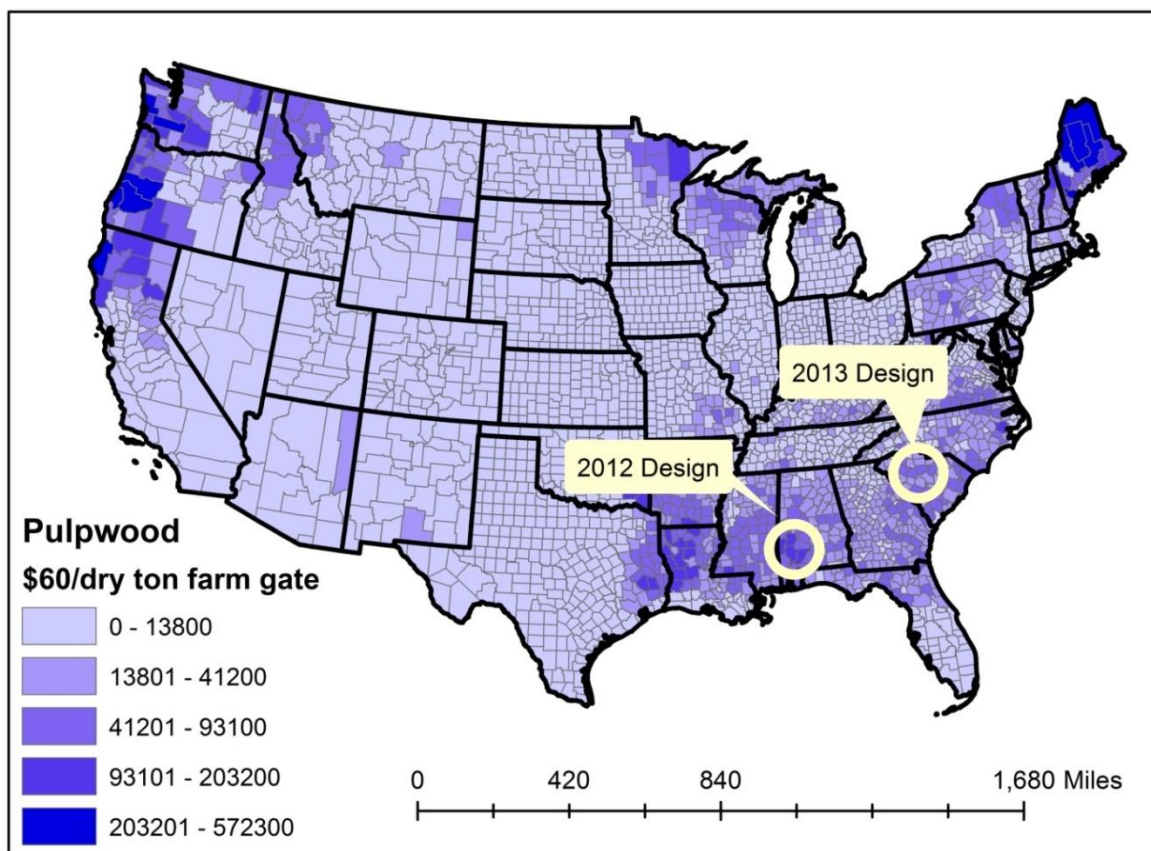 2013 Design
2012 Design
Pulpwood
$60/dry ton farm gate
0 - 13800
13801 - 41200
41201 - 93100
93101 - 203200
203201 - 572300
0 420 840 1,680 Miles